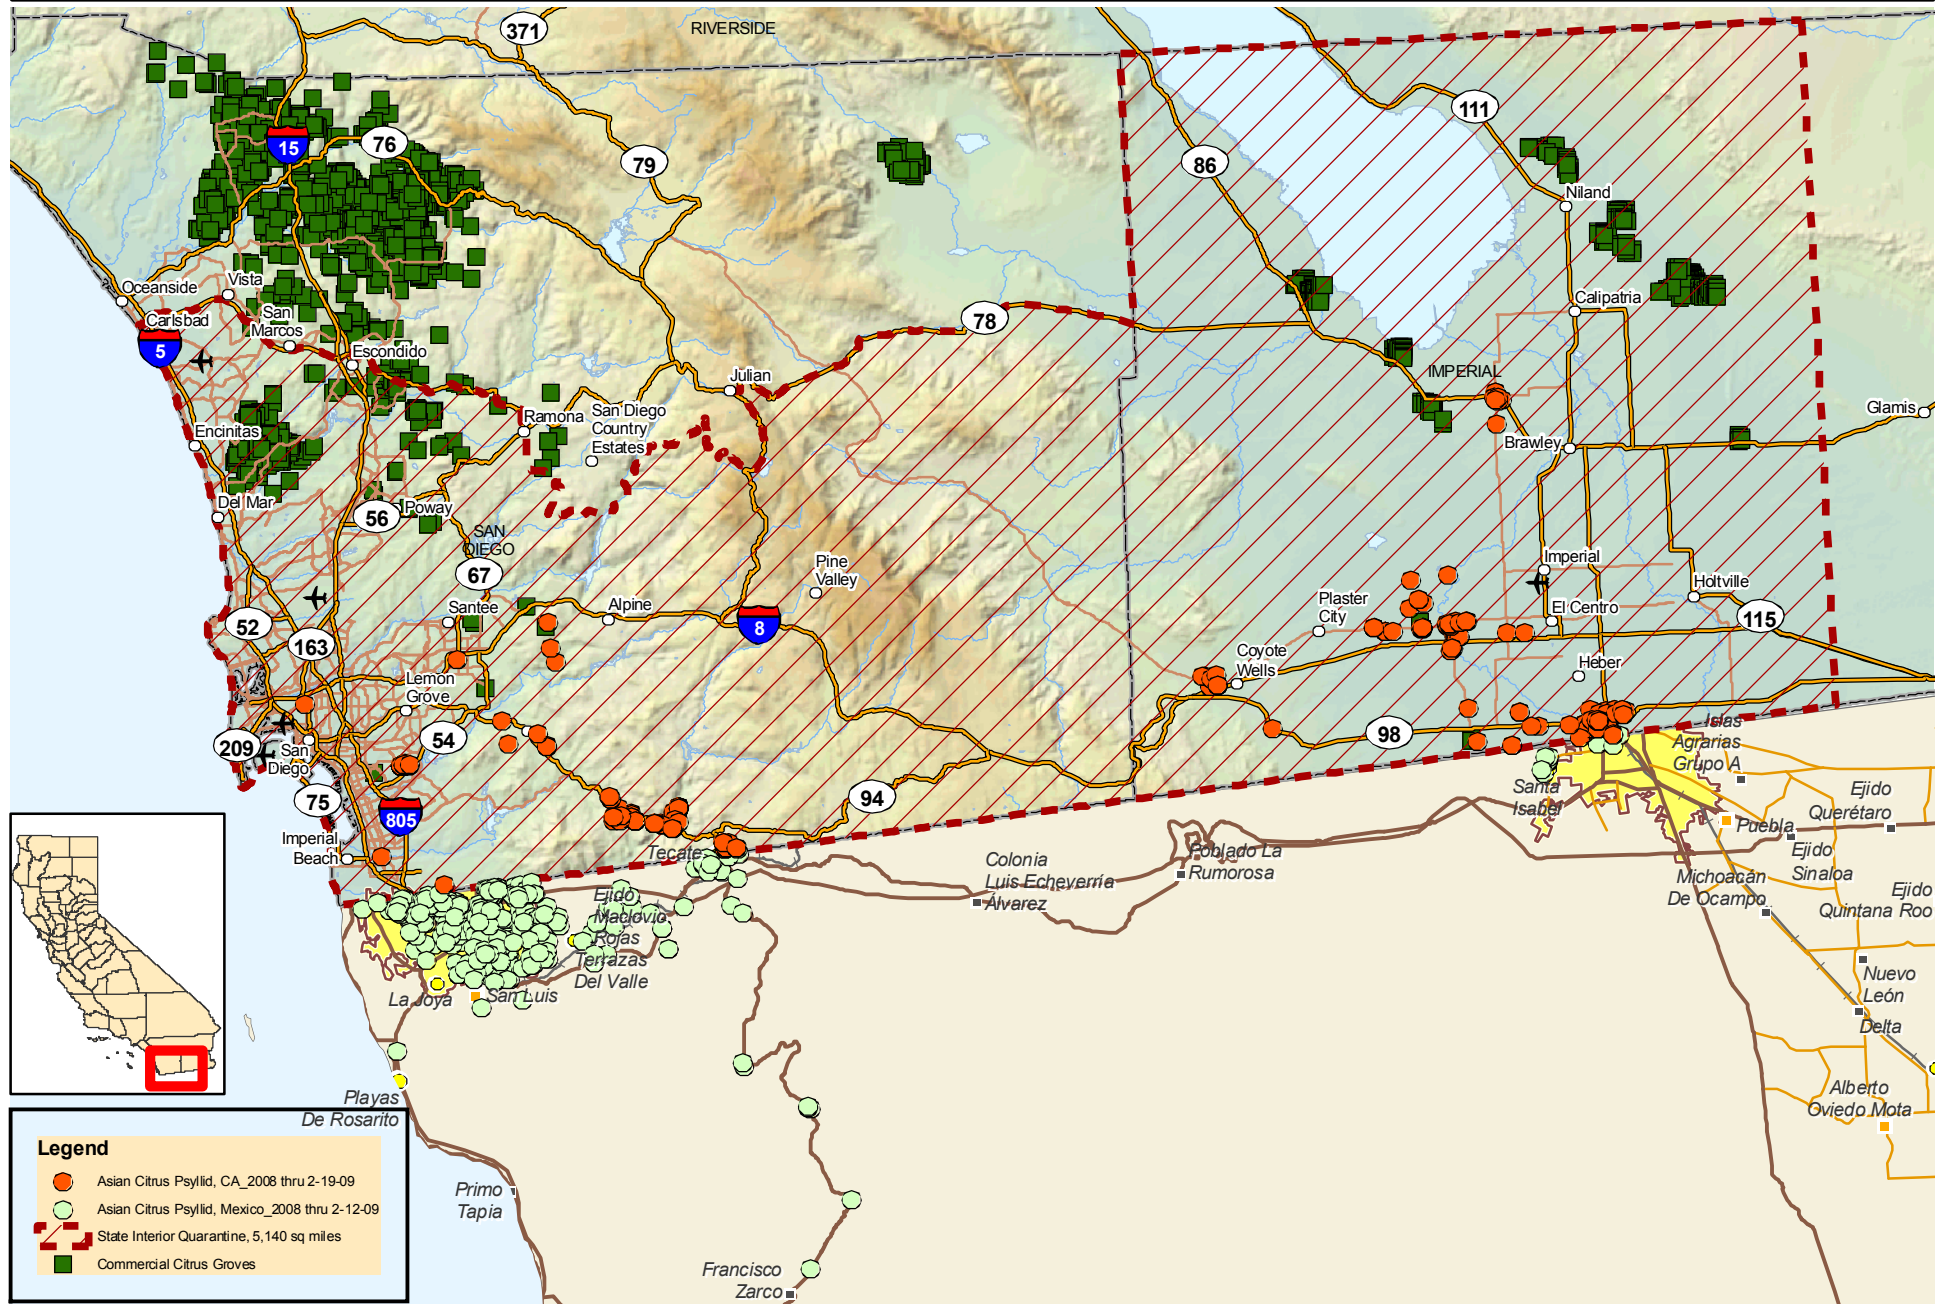 RIVERSIDE
371
111
15
76
79
86
Niland
Oceanside
Vista
Carlsbad
San
Marcos
5
Escondido
78
Calipatria
Julian
IMPERIAL
Ramona
San Diego
Country
Estates
Glamis
Encinitas
Brawley
Del Mar
56
Poway
SAN
DIEGO
67
Pine
Valley
Imperial
Holtville
Santee
Alpine
8
Plaster
City
El Centro
115
52
163
Coyote
Wells
Heber
Lemon
Grove
209
54
San
Diego
98
Islas
Agrarias
Grupo A
75
94
805
Santa
Isabel
Ejido
Querétaro
Puebla
Imperial
Beach
Tecate
Colonia
Luis Echeverría
Álvarez
Poblado La
Rumorosa
Ejido
Sinaloa
Michoacán
De Ocampo
Ejido
Quintana Roo
Ejido
Maclovio
Rojas
Terrazas
Del Valle
La Joya
San Luis
Nuevo
León
Delta
Playas
De Rosarito
Alberto
Oviedo Mota
Primo
Tapia
Francisco
Zarco
Legend
Asian Citrus Psyllid, CA_2008 thru 2-19-09
Asian Citrus Psyllid, Mexico_2008 thru 2-12-09
State Interior Quarantine, 5,140 sq miles
Commercial Citrus Groves